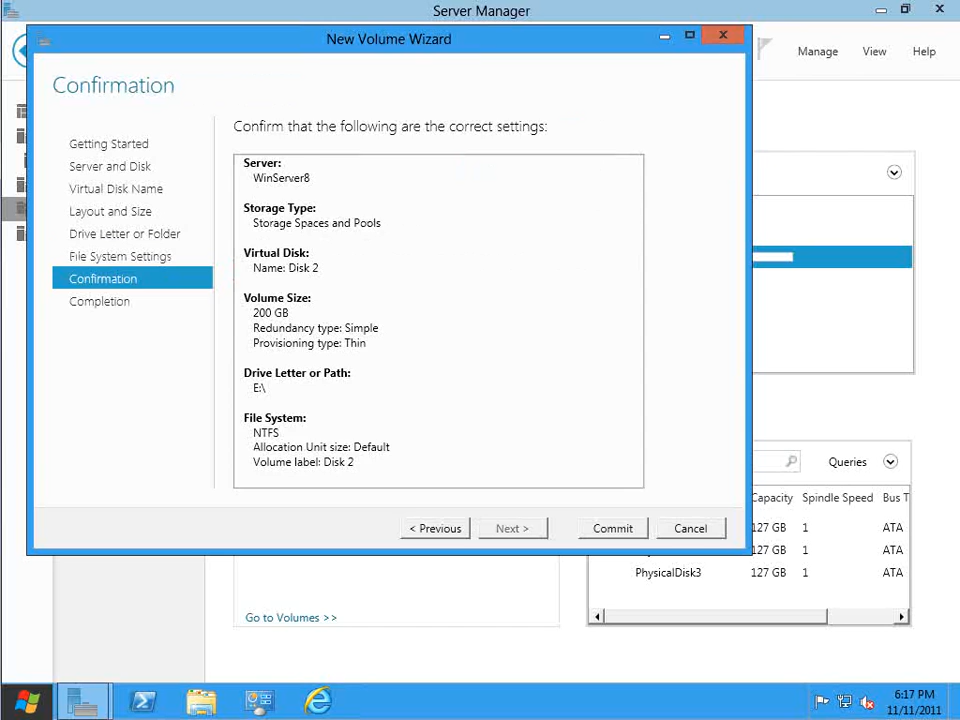 Server Manager
New Volume Wizard
Manage View Help
Confirmation
Getting Started
Server and Disk
Virtual Disk Name
Layout and Size
Drive Letter or Folder
File System Settings
Confirmation
Completion
Confirm that the following are the correct settings:
Server:
WinServer8
Storage Type:
Storage Spaces and Pools
Virtual Disk:
Name: Disk 2
Volume Size:
200 GB
Redundancy type: Simple
Provisioning type: Thin
Drive Letter or Path:
E:\
File System:
NTFS
Allocation Unit size: Default
Volume label: Disk 2
< Previous Next > Commit Cancel
Queries
Capacity Spindle Speed Bus T
127 GB 1 ATA
127 GB 1 ATA
PhysicalDisk3 127 GB 1 ATA
Go to Volumes >>
6:17 PM
11/11/2011